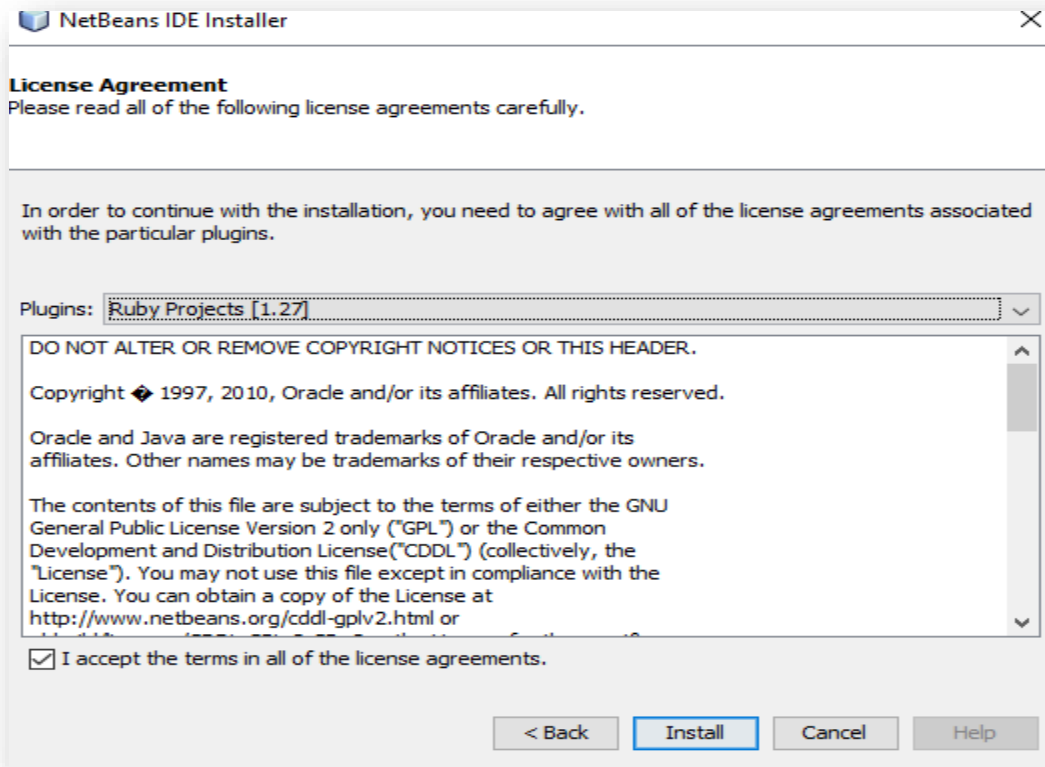 NetBeans IDE Installer
License Agreement
Please read all of the following license agreements carefully.
In order to continue with the installation, you need to agree with all of the license agreements associated
with the particular plugins.
Plugins: Ruby Projects [1.27]
DO NOT ALTER OR REMOVE COPYRIGHT NOTICES OR THIS HEADER.
Copyright � 1997, 2010, Oracle and/or its affiliates. All rights reserved.
Oracle and Java are registered trademarks of Oracle and/or its
affiliates. Other names may be trademarks of their respective owners.
The contents of this file are subject to the terms of either the GNU
General Public License Version 2 only ("GPL") or the Common
Development and Distribution License("CDDL") (collectively, the
"License"). You may not use this file except in compliance with the
License. You can obtain a copy of the License at
http://www.netbeans.org/cddl-gplv2.html or
I accept the terms in all of the license agreements.
< Back Install Cancel Help